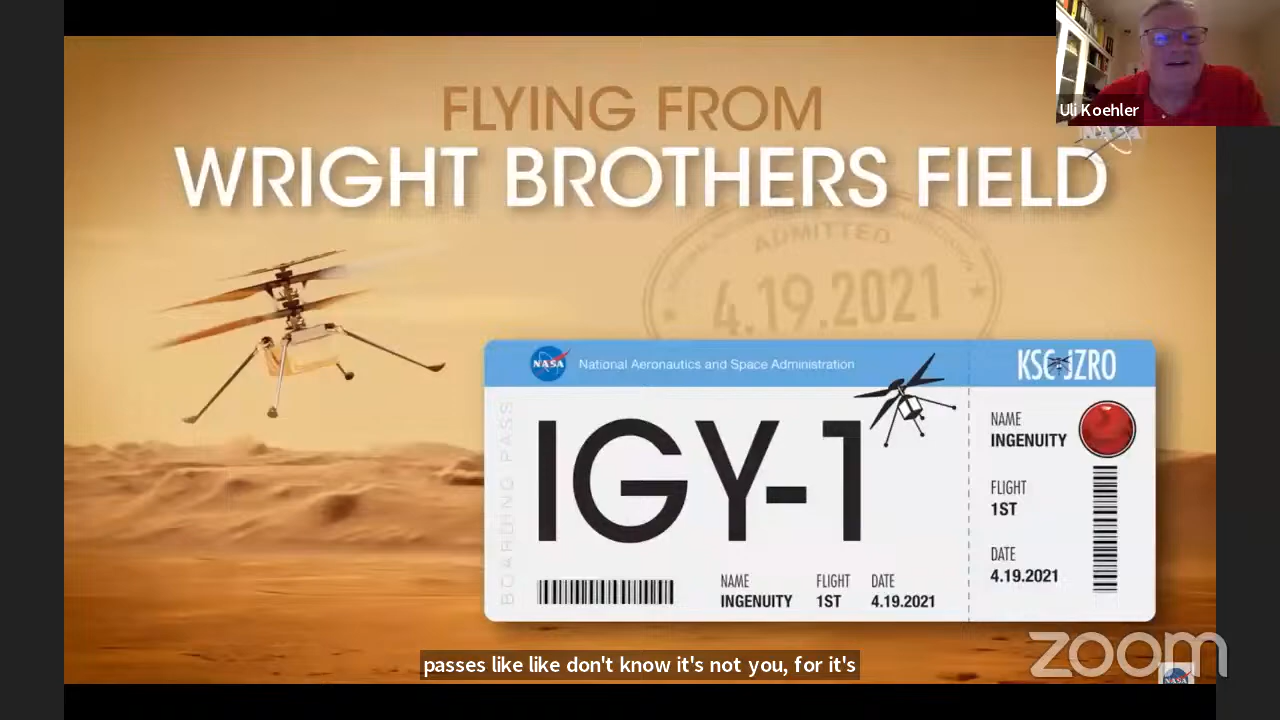 Uli Koehler
FLYING FROM
WRIGHT BROTHERS FIELD
ADMITTED
4.19.2021
NASA
National Aeronautics and Space Administration
KSC JZRO
BOARDING PASS
IGY-1
NAME
INGENUITY
FLIGHT
1ST
DATE
4.19.2021
NAME
INGENUITY
FLIGHT
1ST
DATE
4.19.2021
passes like like don't know it's not you, for it's
zoom
NASA